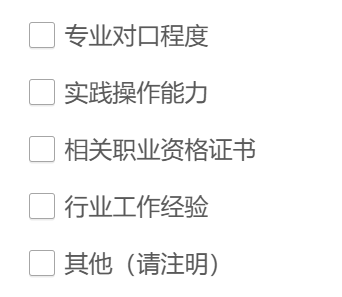 专业对口程度
实践操作能力
相关职业资格证书
行业工作经验
其他（请注明）